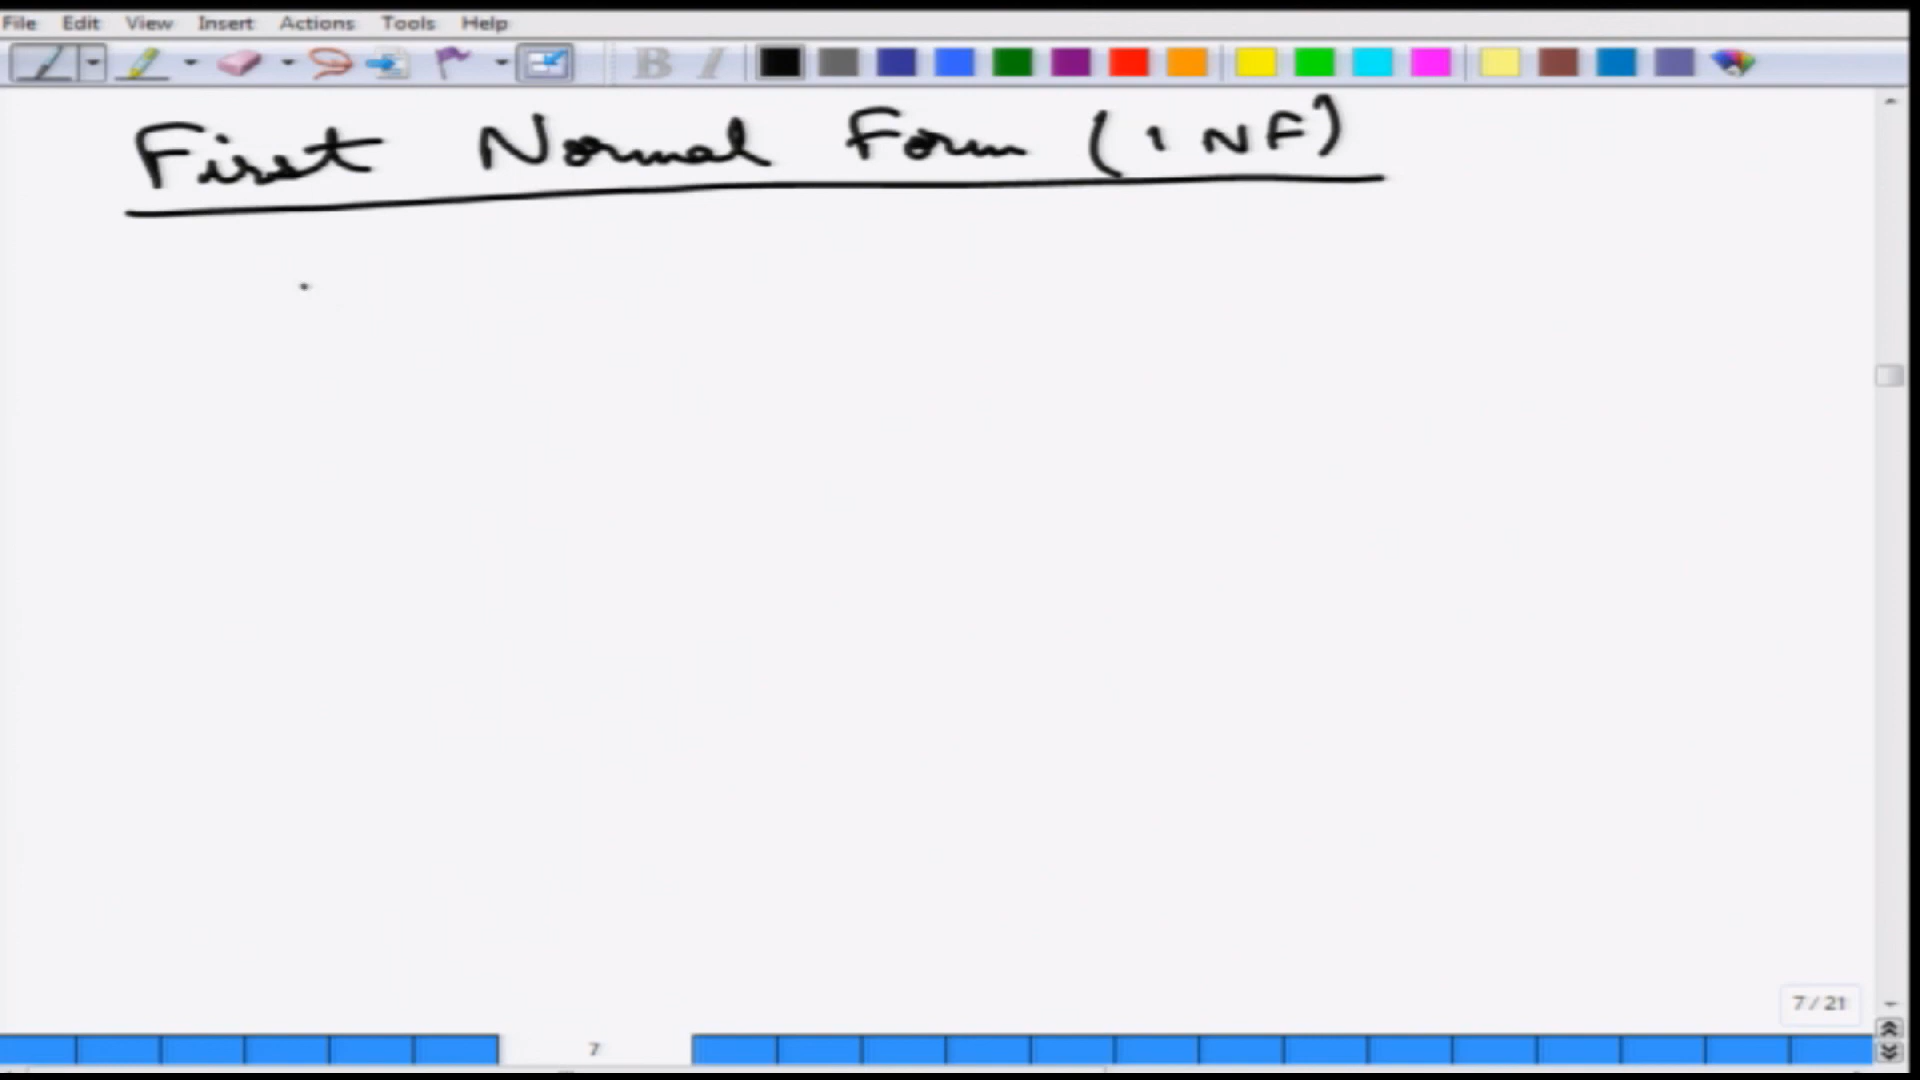 File Edit View Insert Actions Tools Help
B I
First Normal Form (1NF)
7 / 21
7